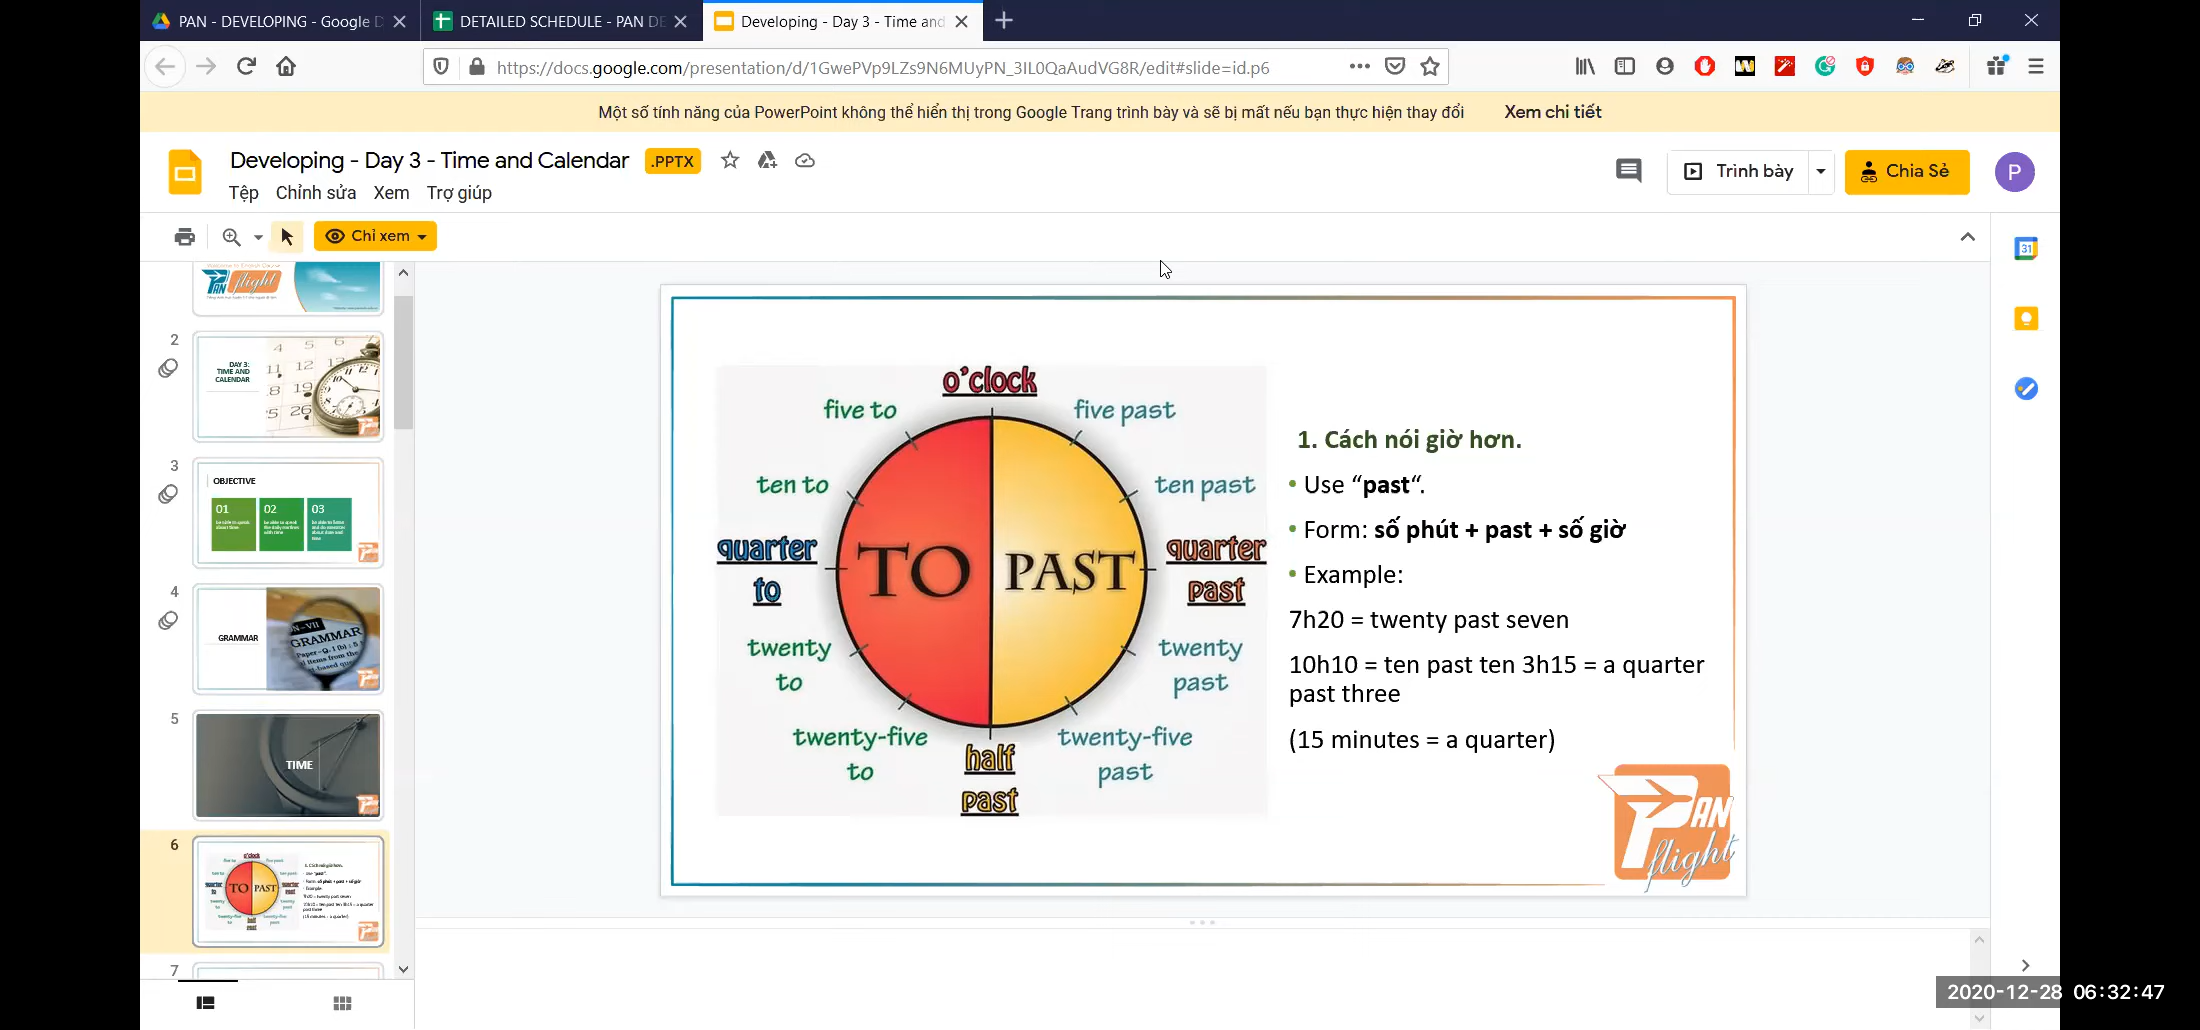 PAN - DEVELOPING - Google D
DETAILED SCHEDULE - PAN DE
Developing - Day 3 - Time and
https://docs.google.com/presentation/d/1GwePVp9LZs9N6MUyPN_3IL0QaAudVG8R/edit#slide=id.p6
Một số tính năng của PowerPoint không thể hiển thị trong Google Trang trình bày và sẽ bị mất nếu bạn thực hiện thay đổi
Xem chi tiết
Developing - Day 3 - Time and Calendar
.PPTX
Tệp Chỉnh sửa Xem Trợ giúp
Trình bày
Chia Sẻ
P
Chỉ xem
31
PAN flight
2
DAY 3:
TIME AND
CALENDAR
3
OBJECTIVE
01 02 03
4
GRAMMAR
5
TIME
6
7
o'clock
five to
five past
ten to
ten past
quarter
to
TO
PAST
quarter
past
twenty
to
twenty
past
twenty-five
to
half
past
twenty-five
past
1. Cách nói giờ hơn.
• Use “past“.
• Form: số phút + past + số giờ
• Example:
7h20 = twenty past seven
10h10 = ten past ten 3h15 = a quarter
past three
(15 minutes = a quarter)
PAN
flight
2020-12-28 06:32:47